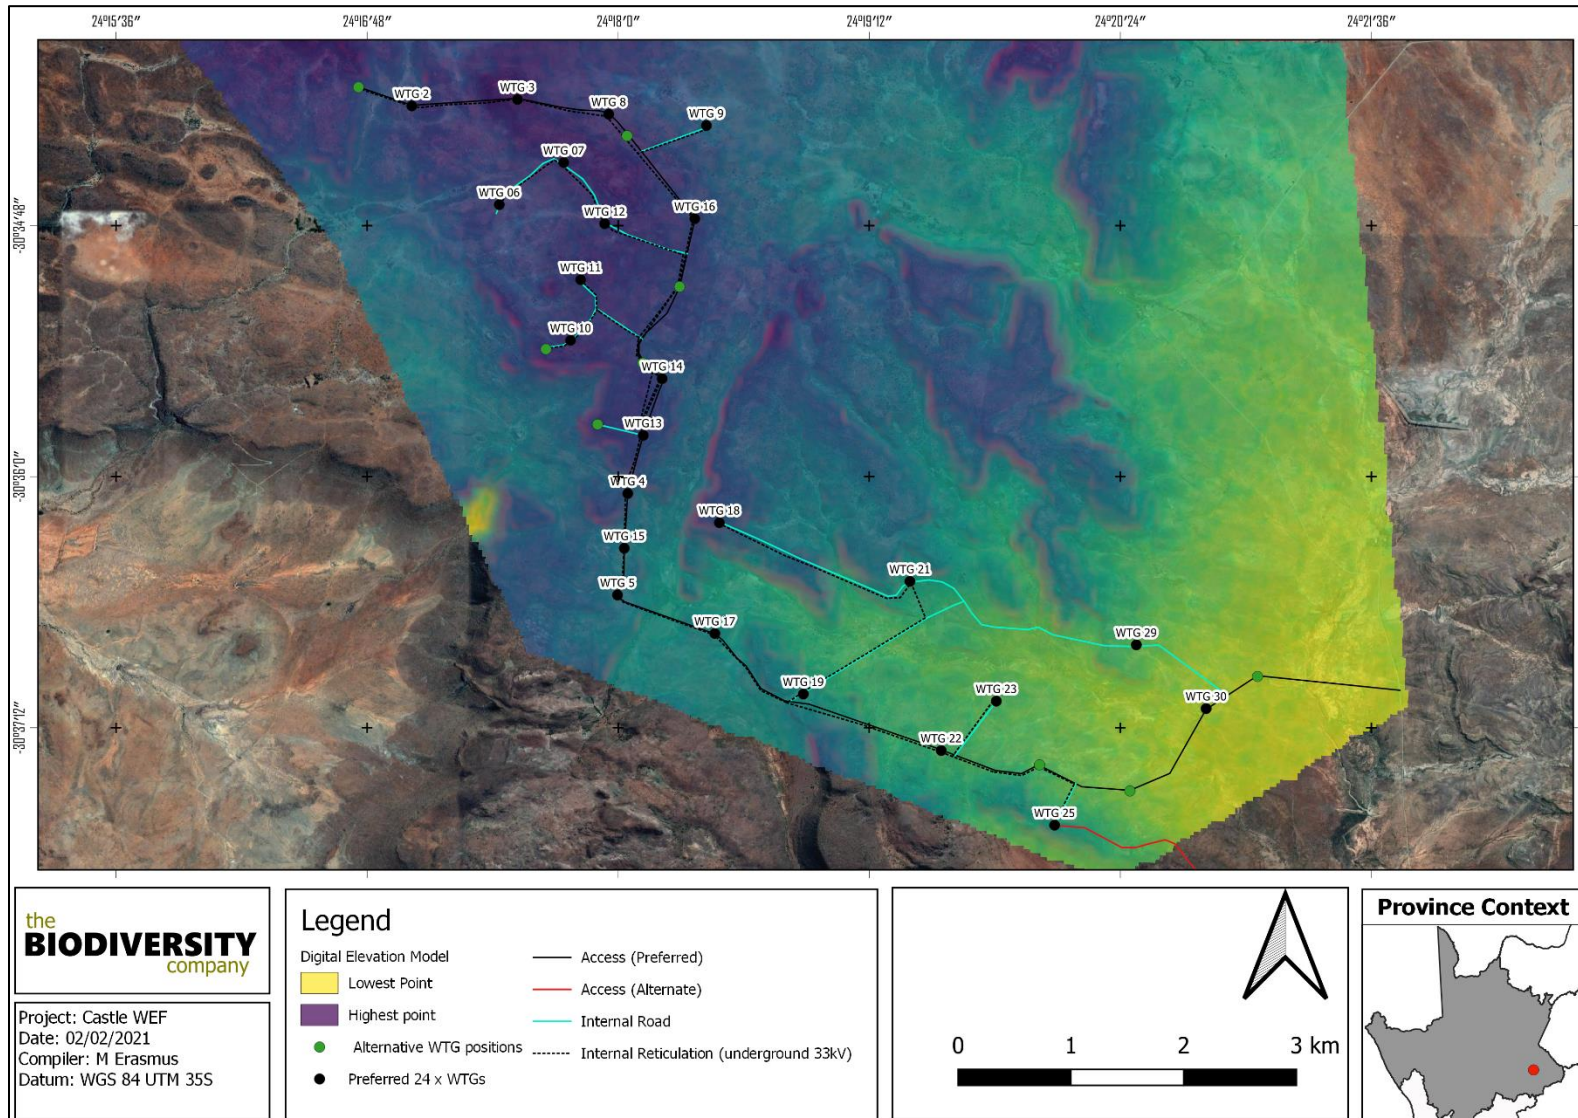 24°15'36" 24°16'48" 24°18'0" 24°19'12" 24°20'24" 24°21'36"
-30°34'48"
-30°36'0"
-30°37'12"
WTG 2
WTG 3
WTG 8
WTG 9
WTG 07
WTG 06
WTG 12
WTG 16
WTG 11
WTG 10
WTG 14
WTG13
WTG 4
WTG 18
WTG 15
WTG 21
WTG 5
WTG 17
WTG 29
WTG 19
WTG 23
WTG 30
WTG 22
WTG 25
the
BIODIVERSITY
company
Project: Castle WEF
Date: 02/02/2021
Compiler: M Erasmus
Datum: WGS 84 UTM 35S
Legend
Digital Elevation Model
Lowest Point
Highest point
Alternative WTG positions
Preferred 24 x WTGs
Access (Preferred)
Access (Alternate)
Internal Road
Internal Reticulation (underground 33kV)
0 1 2 3 km
Province Context